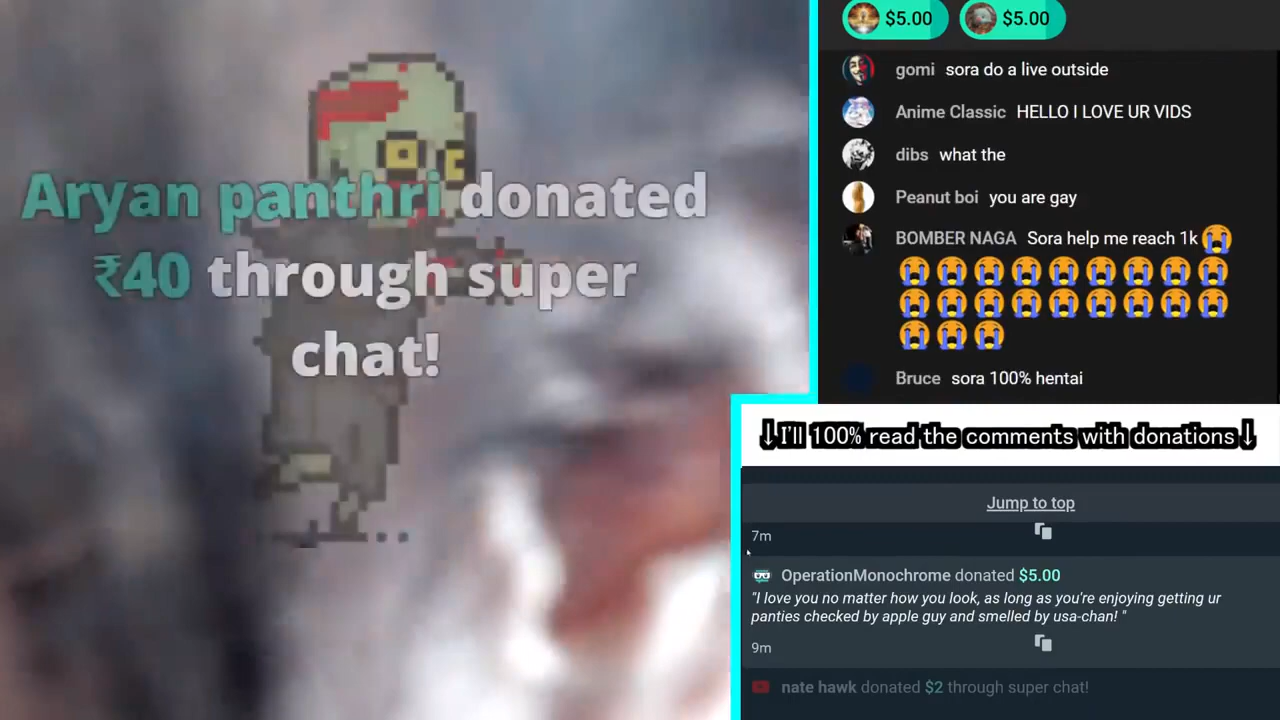 Aryan panthri donated
₹40 through super
chat!
$5.00 $5.00
gomi sora do a live outside
Anime Classic HELLO I LOVE UR VIDS
dibs what the
Peanut boi you are gay
BOMBER NAGA Sora help me reach 1k😭
😭😭😭😭😭😭😭😭😭
😭😭😭😭😭😭😭😭😭
😭😭😭
Bruce sora 100% hentai
↓I'll 100% read the comments with donations↓
Jump to top
7m
OperationMonochrome donated $5.00
"I love you no matter how you look, as long as you're enjoying getting ur
panties checked by apple guy and smelled by usa-chan! "
9m
nate hawk donated $2 through super chat!